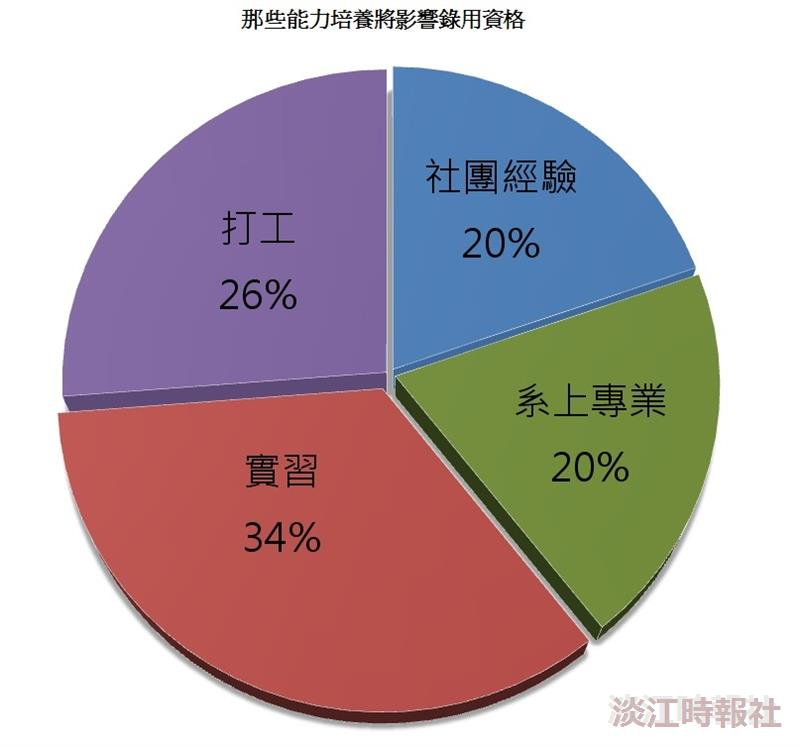 那些能力培養將影響錄用資格
社團經驗
20%
打工
26%
系上專業
20%
實習
34%
淡江時報社